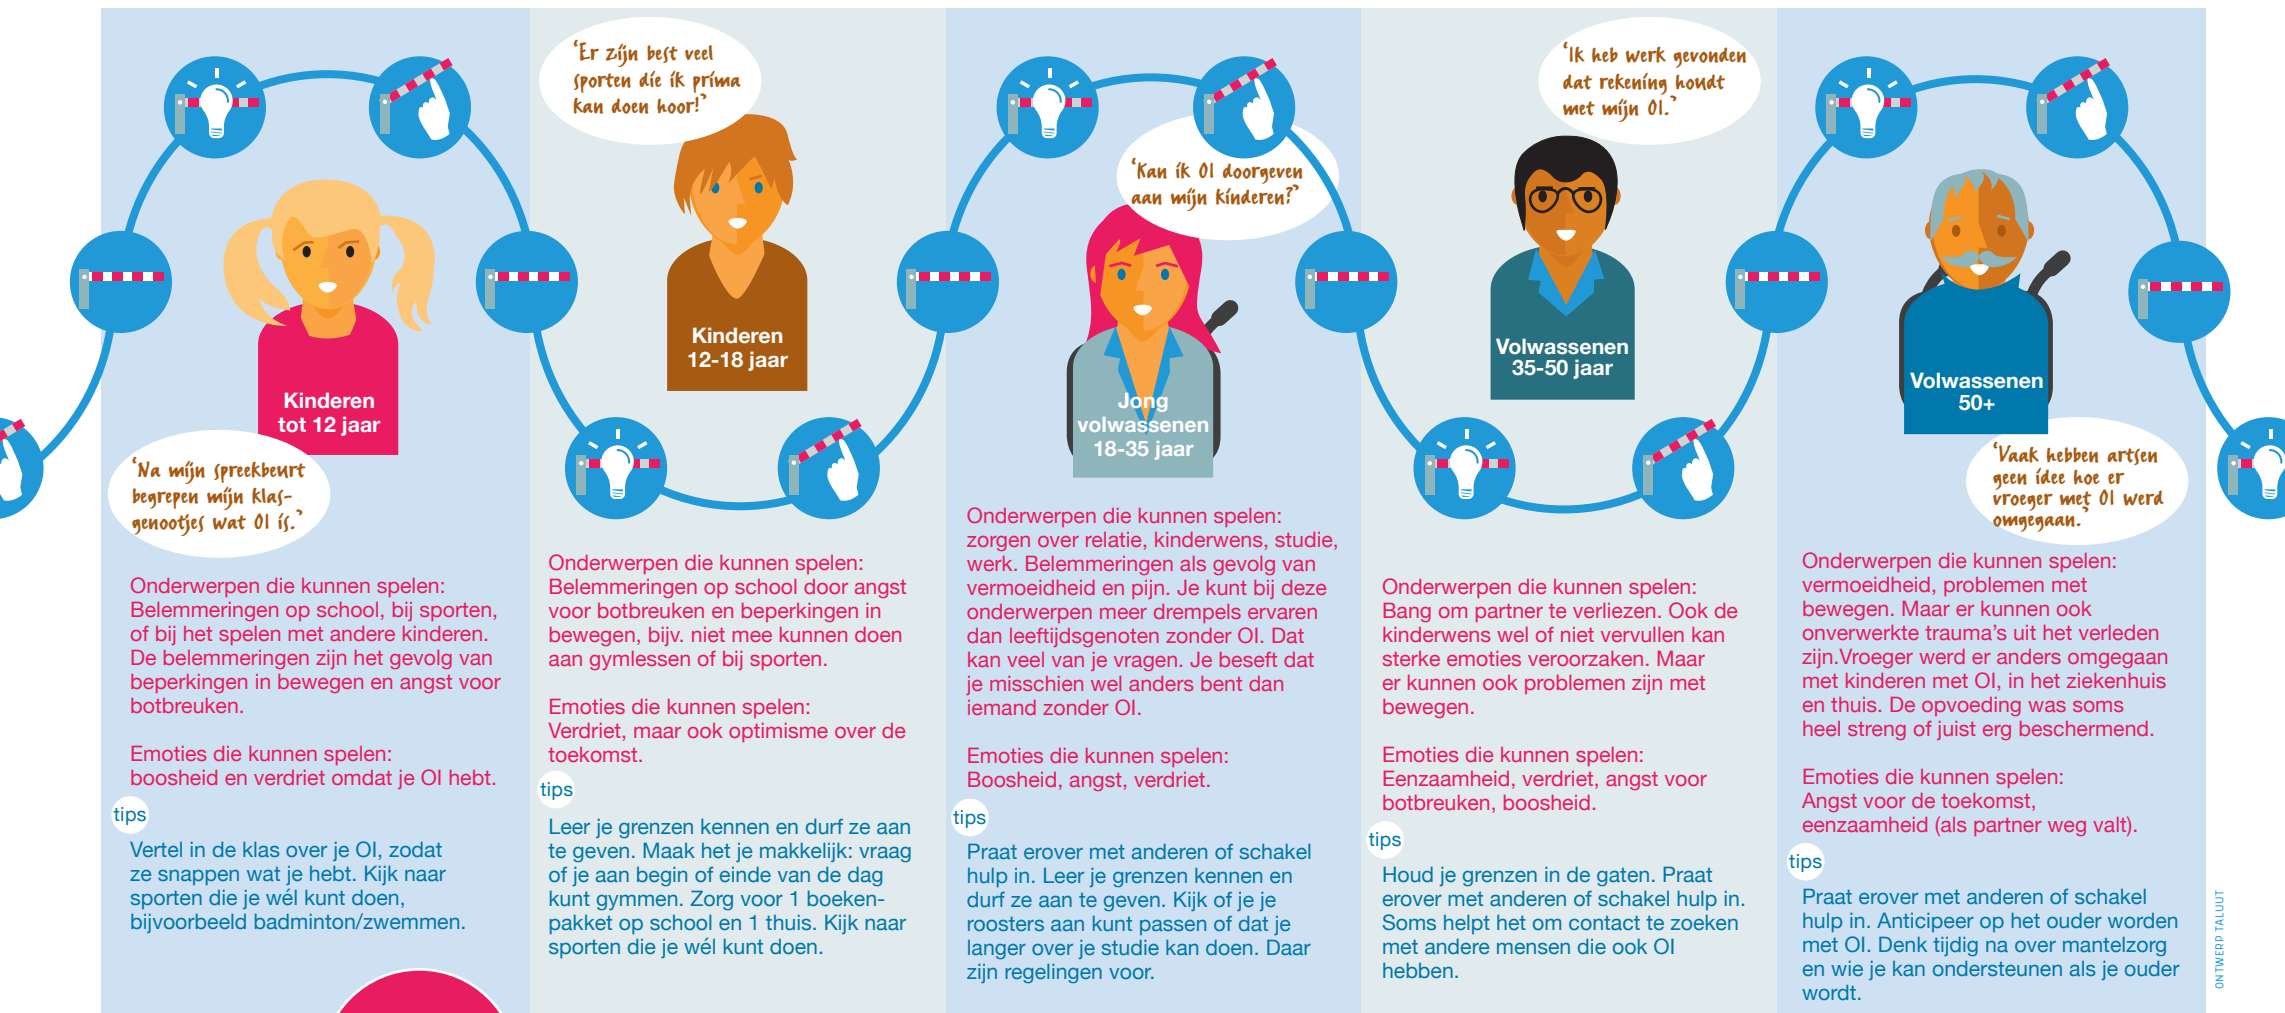 'Na mijn spreekbeurt
begrepen mijn klas-
genootjes wat OI is.'
Kinderen
tot 12 jaar
Onderwerpen die kunnen spelen:
Belemmeringen op school, bij sporten,
of bij het spelen met andere kinderen.
De belemmeringen zijn het gevolg van
beperkingen in bewegen en angst voor
botbreuken.
Emoties die kunnen spelen:
boosheid en verdriet omdat je OI hebt.
tips
Vertel in de klas over je OI, zodat
ze snappen wat je hebt. Kijk naar
sporten die je wél kunt doen,
bijvoorbeeld badminton/zwemmen.
'Er zijn best veel
sporten die ik prima
kan doen hoor!'
Kinderen
12-18 jaar
Onderwerpen die kunnen spelen:
Belemmeringen op school door angst
voor botbreuken en beperkingen in
bewegen, bijv. niet mee kunnen doen
aan gymlessen of bij sporten.
Emoties die kunnen spelen:
Verdriet, maar ook optimisme over de
toekomst.
tips
Leer je grenzen kennen en durf ze aan
te geven. Maak het je makkelijk: vraag
of je aan begin of einde van de dag
kunt gymmen. Zorg voor 1 boeken-
pakket op school en 1 thuis. Kijk naar
sporten die je wél kunt doen.
'Kan ik OI doorgeven
aan mijn kinderen?'
Jong
volwassenen
18-35 jaar
Onderwerpen die kunnen spelen:
zorgen over relatie, kinderwens, studie,
werk. Belemmeringen als gevolg van
vermoeidheid en pijn. Je kunt bij deze
onderwerpen meer drempels ervaren
dan leeftijdsgenoten zonder OI. Dat
kan veel van je vragen. Je beseft dat
je misschien wel anders bent dan
iemand zonder OI.
Emoties die kunnen spelen:
Boosheid, angst, verdriet.
tips
Praat erover met anderen of schakel
hulp in. Leer je grenzen kennen en
durf ze aan te geven. Kijk of je je
roosters aan kunt passen of dat je
langer over je studie kan doen. Daar
zijn regelingen voor.
'Ik heb werk gevonden
dat rekening houdt
met mijn OI.'
Volwassenen
35-50 jaar
Onderwerpen die kunnen spelen:
Bang om partner te verliezen. Ook de
kinderwens wel of niet vervullen kan
sterke emoties veroorzaken. Maar
er kunnen ook problemen zijn met
bewegen.
Emoties die kunnen spelen:
Eenzaamheid, verdriet, angst voor
botbreuken, boosheid.
tips
Houd je grenzen in de gaten. Praat
erover met anderen of schakel hulp in.
Soms helpt het om contact te zoeken
met andere mensen die ook OI
hebben.
Volwassenen
50+
'Vaak hebben artsen
geen idee hoe er
vroeger met OI werd
omgegaan.'
Onderwerpen die kunnen spelen:
vermoeidheid, problemen met
bewegen. Maar er kunnen ook
onverwerkte trauma's uit het verleden
zijn.Vroeger werd er anders omgegaan
met kinderen met OI, in het ziekenhuis
en thuis. De opvoeding was soms
heel streng of juist erg beschermend.
Emoties die kunnen spelen:
Angst voor de toekomst,
eenzaamheid (als partner weg valt).
tips
Praat erover met anderen of schakel
hulp in. Anticipeer op het ouder worden
met OI. Denk tijdig na over mantelzorg
en wie je kan ondersteunen als je ouder
wordt.
ONTWERP TALUUT